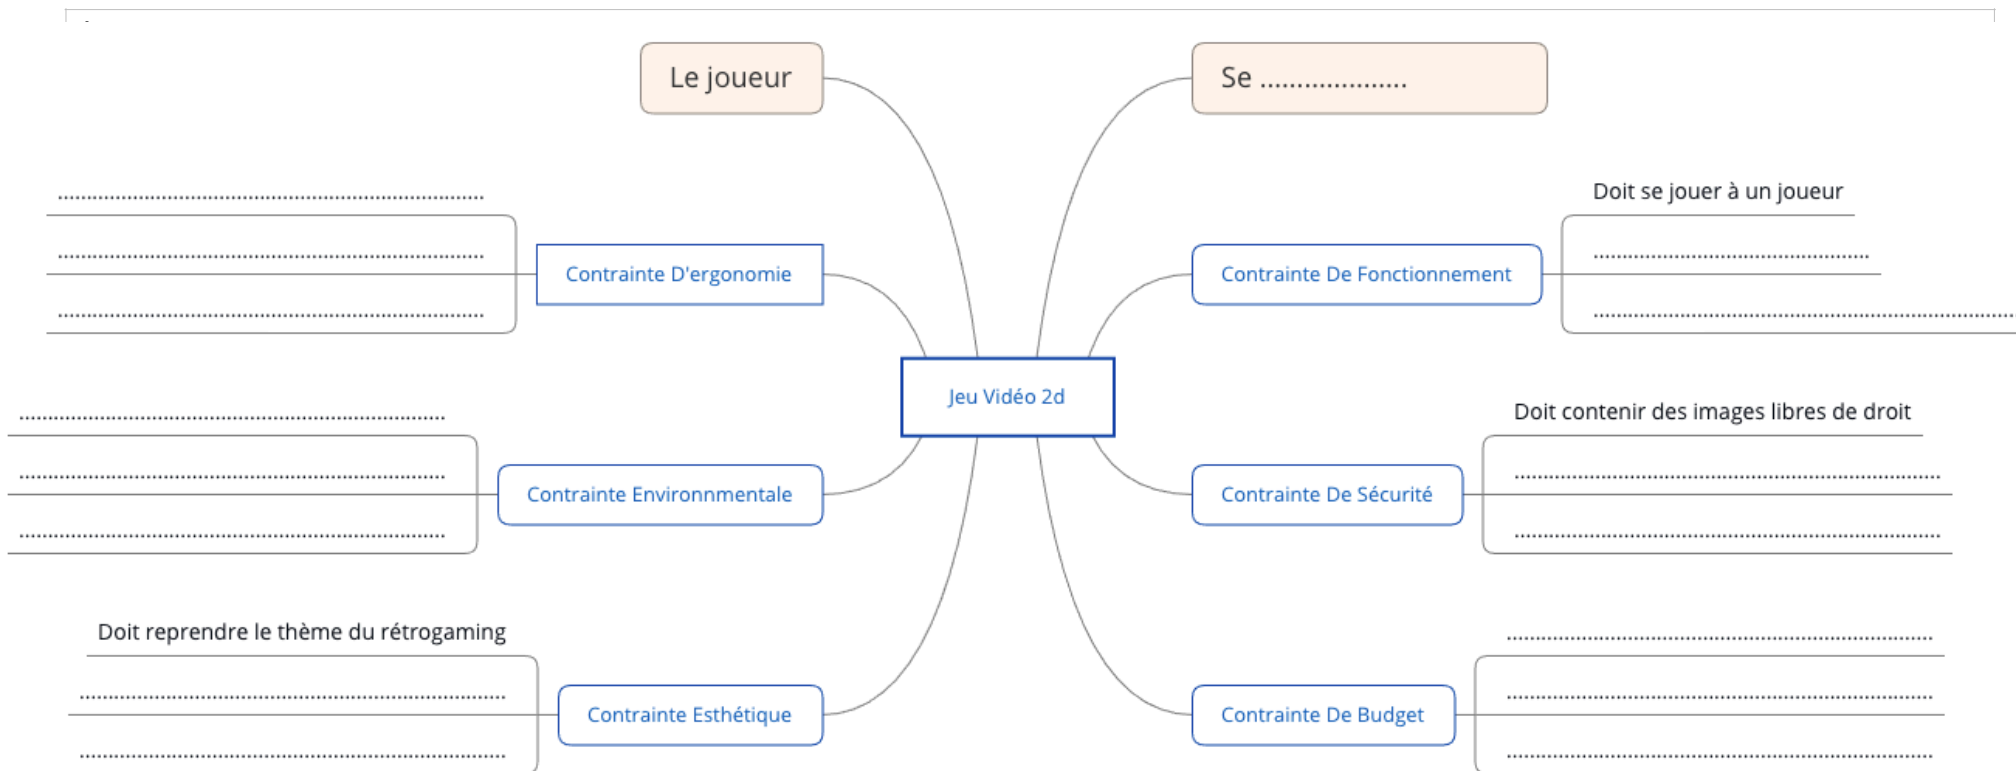 Le joueur
Se ....................
Doit se jouer à un joueur
Contrainte D'ergonomie
Contrainte De Fonctionnement
Jeu Vidéo 2d
Doit contenir des images libres de droit
Contrainte Environnmentale
Contrainte De Sécurité
Doit reprendre le thème du rétrogaming
Contrainte Esthétique
Contrainte De Budget